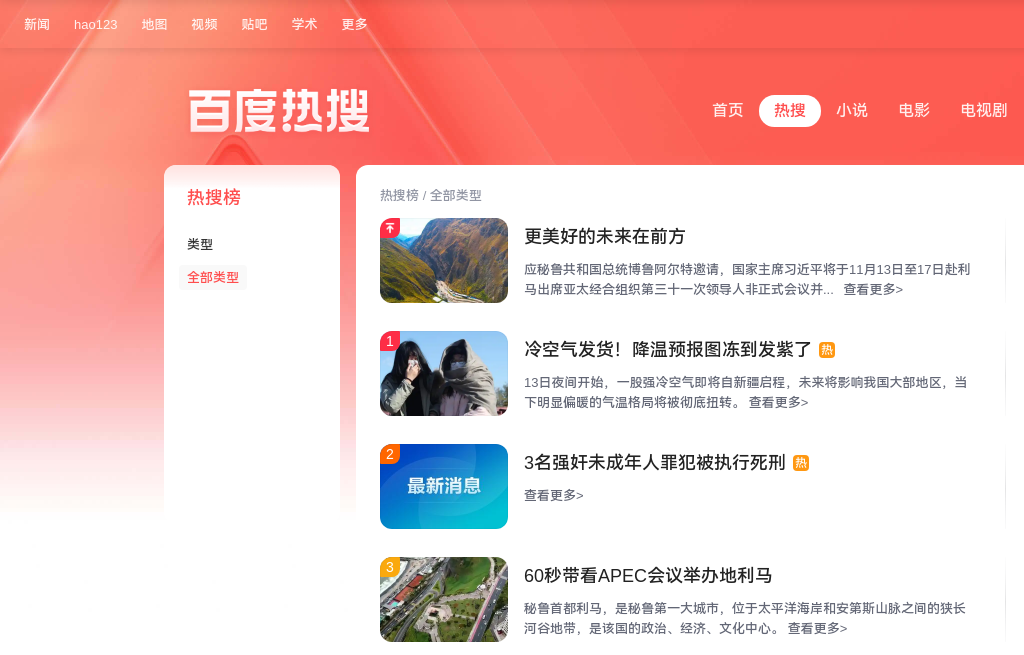 新闻 hao123 地图 视频 贴吧 学术 更多
百度热搜
首页 热搜 小说 电影 电视剧
热搜榜
类型
全部类型
热搜榜 / 全部类型
更美好的未来在前方
应秘鲁共和国总统博鲁阿尔特邀请，国家主席习近平将于11月13日至17日赴利
马出席亚太经合组织第三十一次领导人非正式会议并... 查看更多>
1
冷空气发货！降温预报图冻到发紫了 热
13日夜间开始，一股强冷空气即将自新疆启程，未来将影响我国大部地区，当
下明显偏暖的气温格局将被彻底扭转。 查看更多>
2
最新消息
3名强奸未成年人罪犯被执行死刑 热
查看更多>
3
60秒带看APEC会议举办地利马
秘鲁首都利马，是秘鲁第一大城市，位于太平洋海岸和安第斯山脉之间的狭长
河谷地带，是该国的政治、经济、文化中心。 查看更多>